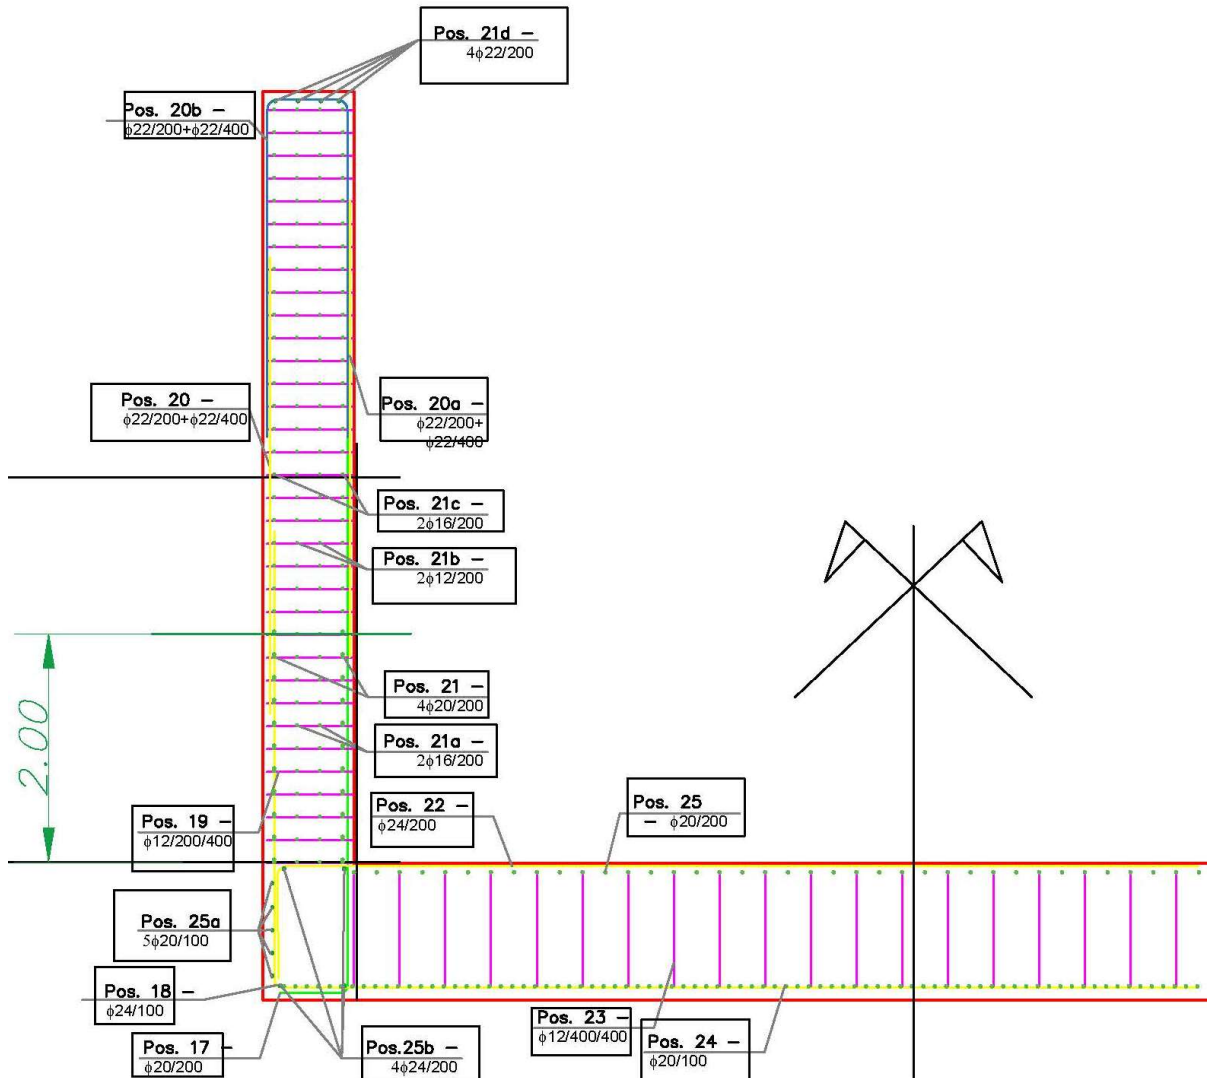 Pos. 21d –
4ϕ22/200
Pos. 20b –
ϕ22/200+ϕ22/400
Pos. 20 –
ϕ22/200+ϕ22/400
Pos. 20a –
ϕ22/200+
ϕ22/400
Pos. 21c –
2ϕ16/200
Pos. 21b –
2ϕ12/200
2.00
Pos. 21 –
4ϕ20/200
Pos. 21a –
2ϕ16/200
Pos. 19 –
ϕ12/200/400
Pos. 22 –
ϕ24/200
Pos. 25
– ϕ20/200
Pos. 25a
5ϕ20/100
Pos. 18 –
ϕ24/100
Pos. 17 –
ϕ20/200
Pos.25b –
4ϕ24/200
Pos. 23 –
ϕ12/400/400
Pos. 24 –
ϕ20/100